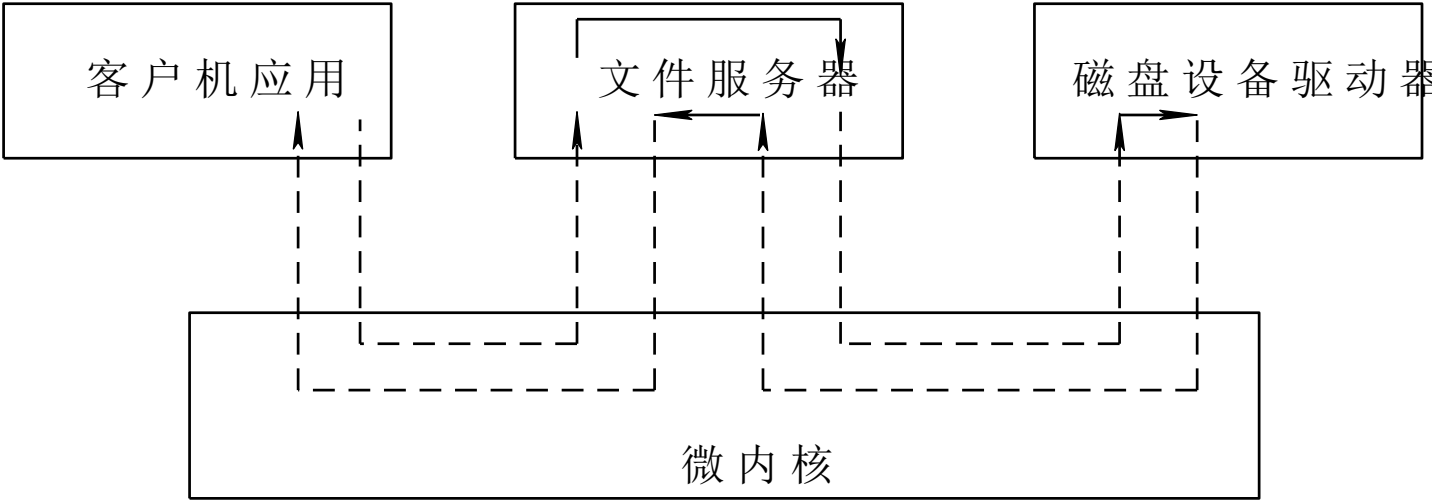 客户机应用
文件服务器
磁盘设备驱动器
微内核